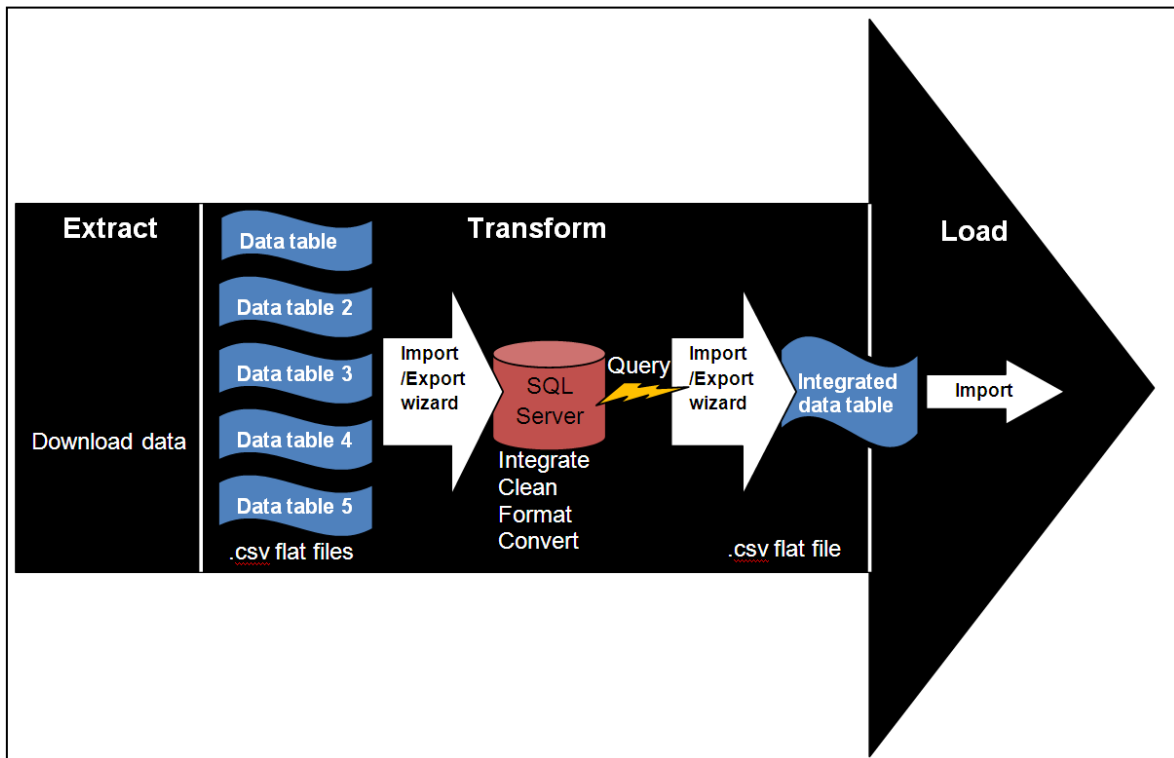 Extract
Transform
Load
Download data
Data table
Data table 2
Data table 3
Data table 4
Data table 5
.csv flat files
Import
/Export
wizard
SQL
Server
Integrate
Clean
Format
Convert
Query
Import
/Export
wizard
Integrated
data table
.csv flat file
Import